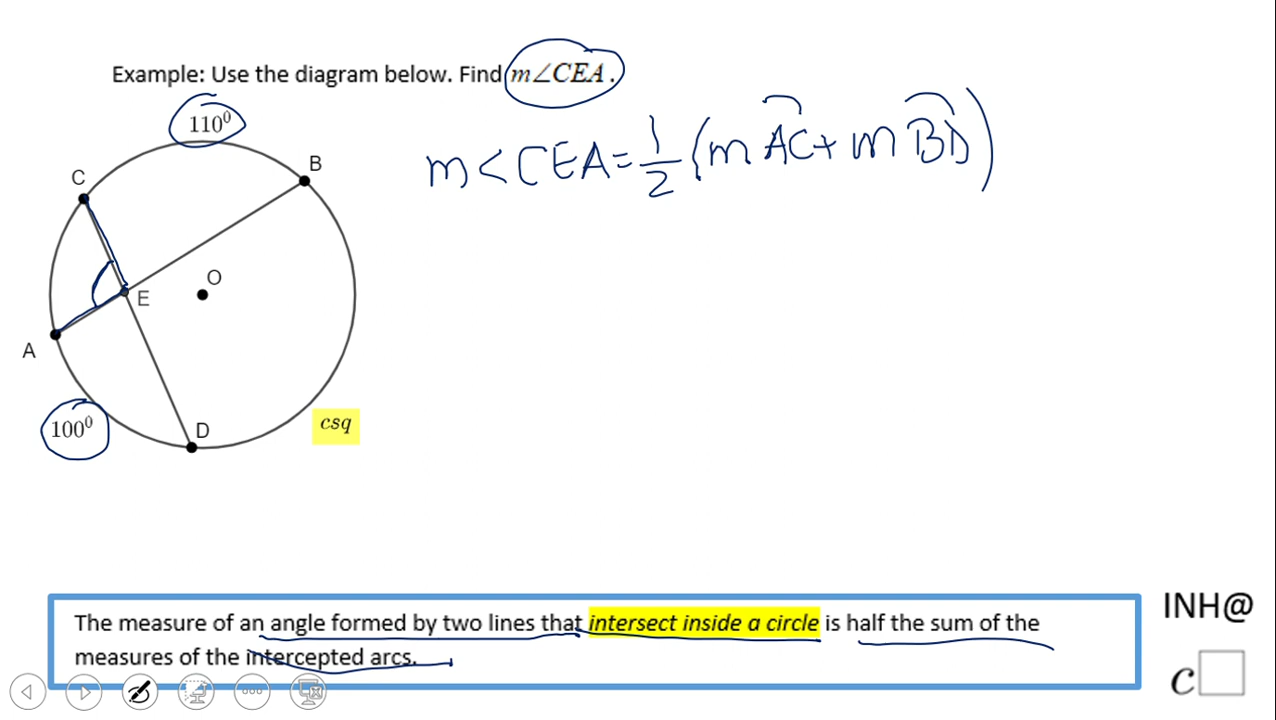 Example: Use the diagram below. Find m∠CEA.
110⁰
m<CEA=1/2(mAC+mBD)
B
C
O
E
A
100⁰
D
csq
The measure of an angle formed by two lines that intersect inside a circle is half the sum of the
measures of the intercepted arcs.
INH@
c